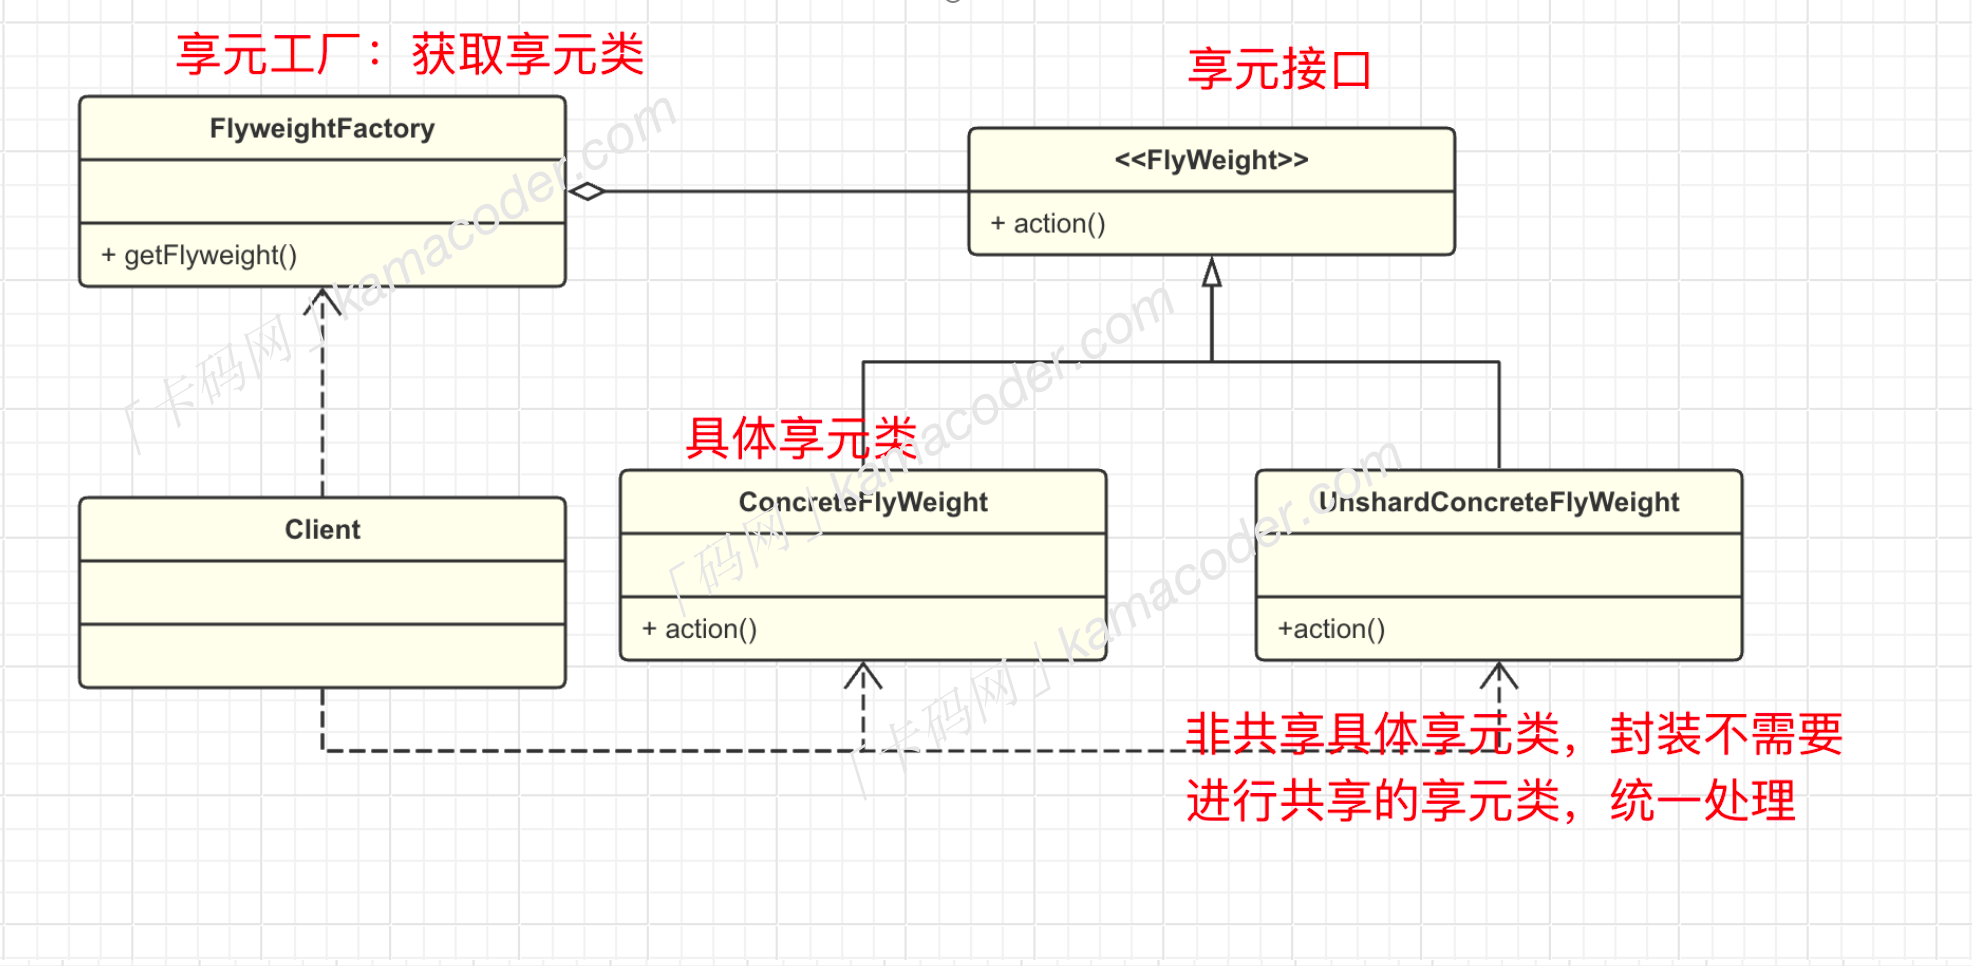 享元工厂：获取享元类
享元接口
FlyweightFactory
+ getFlyweight()
<<FlyWeight>>
+ action()
具体享元类
Client
ConcreteFlyWeight
+ action()
UnshardConcreteFlyWeight
+action()
非共享具体享元类，封装不需要
进行共享的享元类，统一处理
「卡码网」kamacoder.com
「码网」kamacoder.com
「卡码网」kamacoder.com